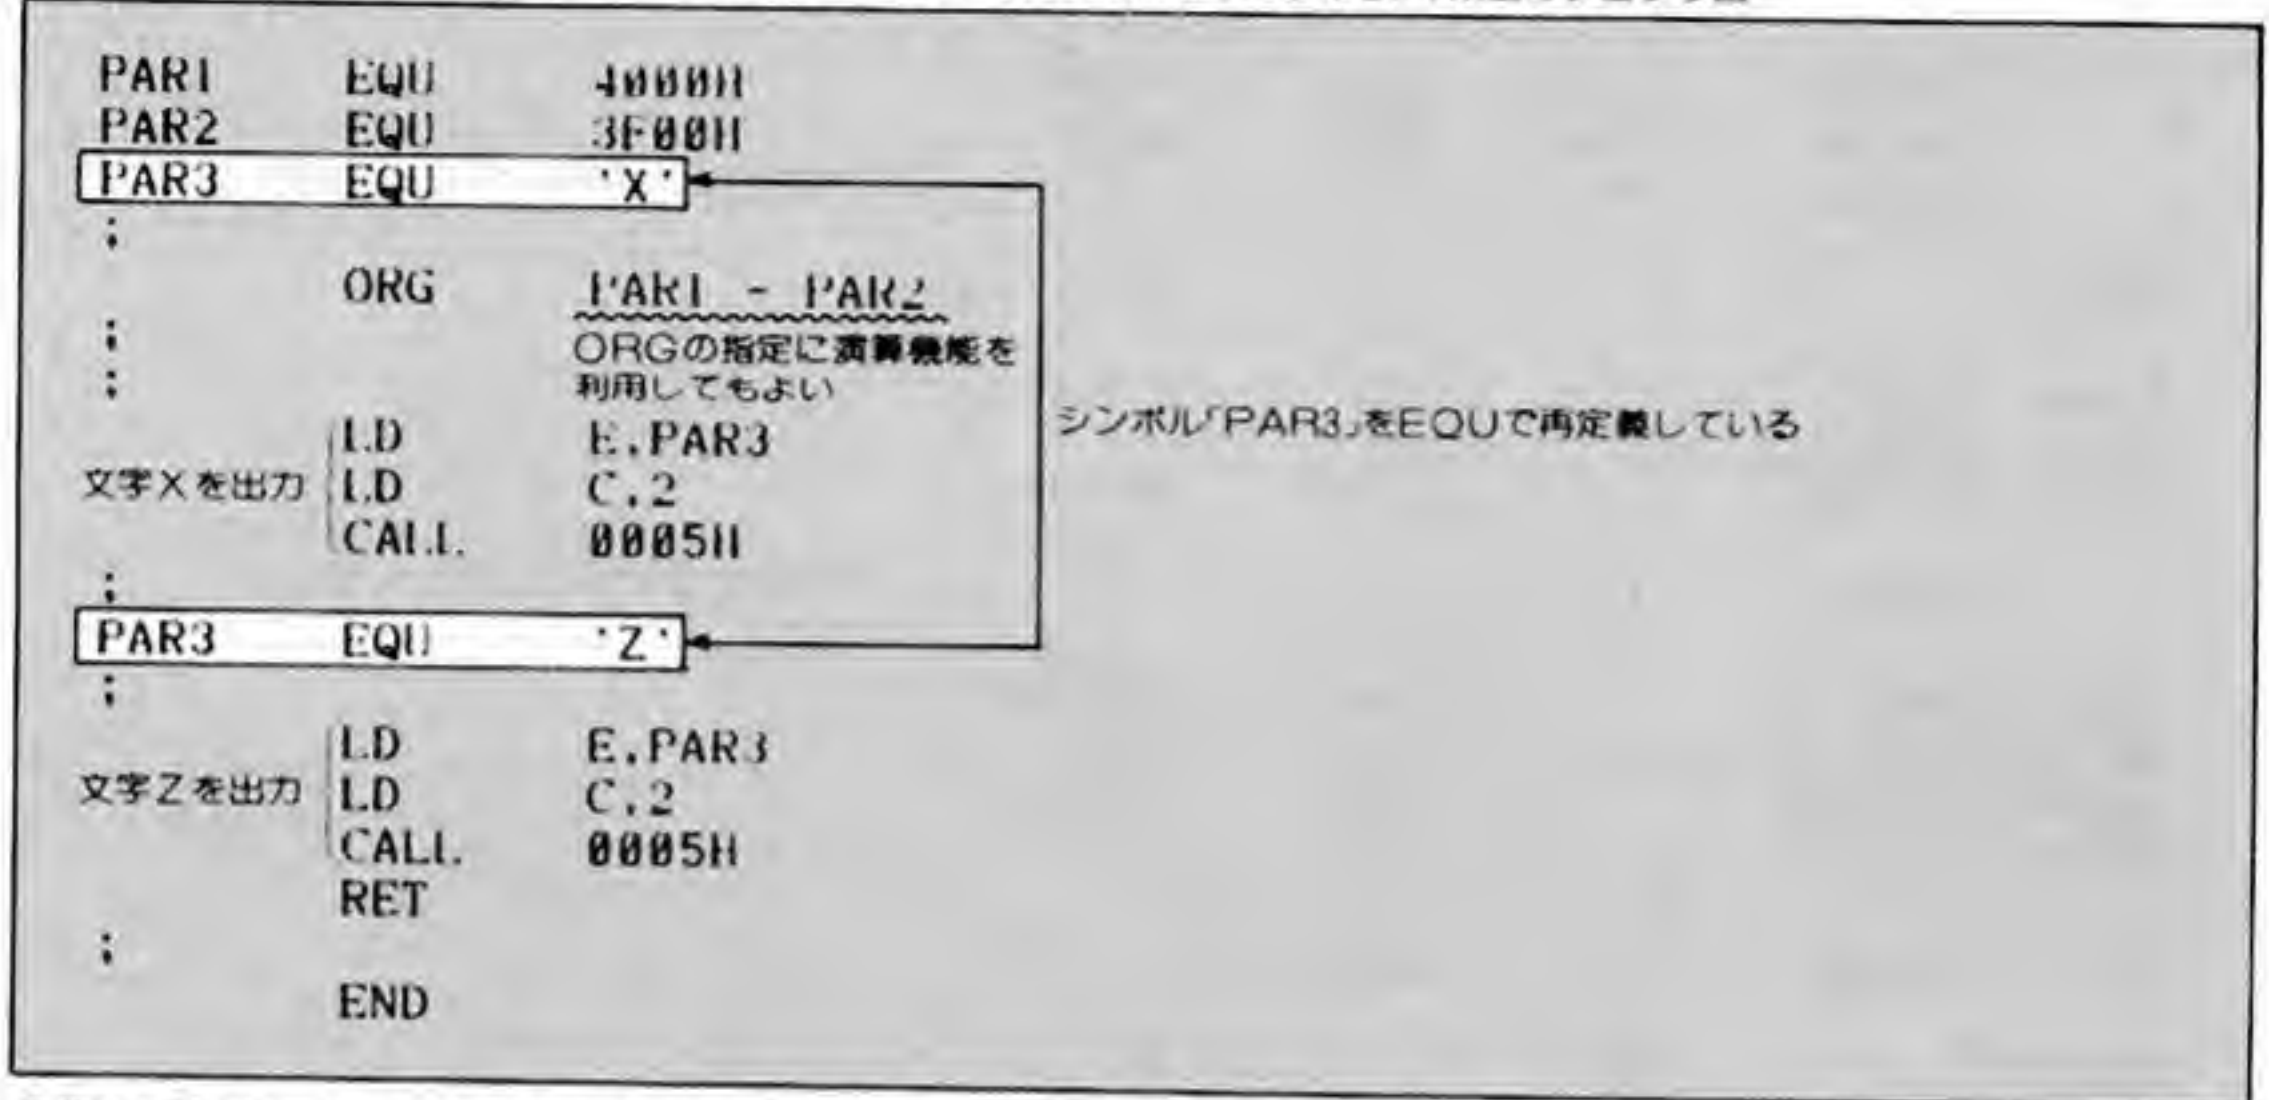 PAR1 EQU 4000H
PAR2 EQU 3F00H
PAR3 EQU 'X'
;
ORG PAR1 - PAR2
;
ORGの指定に演算機能を
;
利用してもよい
シンボル「PAR3」をEQUで再定義している
LD E,PAR3
文字Xを出力 LD C,2
CALL 0005H
;
PAR3 EQU 'Z'
;
LD E,PAR3
文字Zを出力 LD C,2
CALL 0005H
RET
;
END